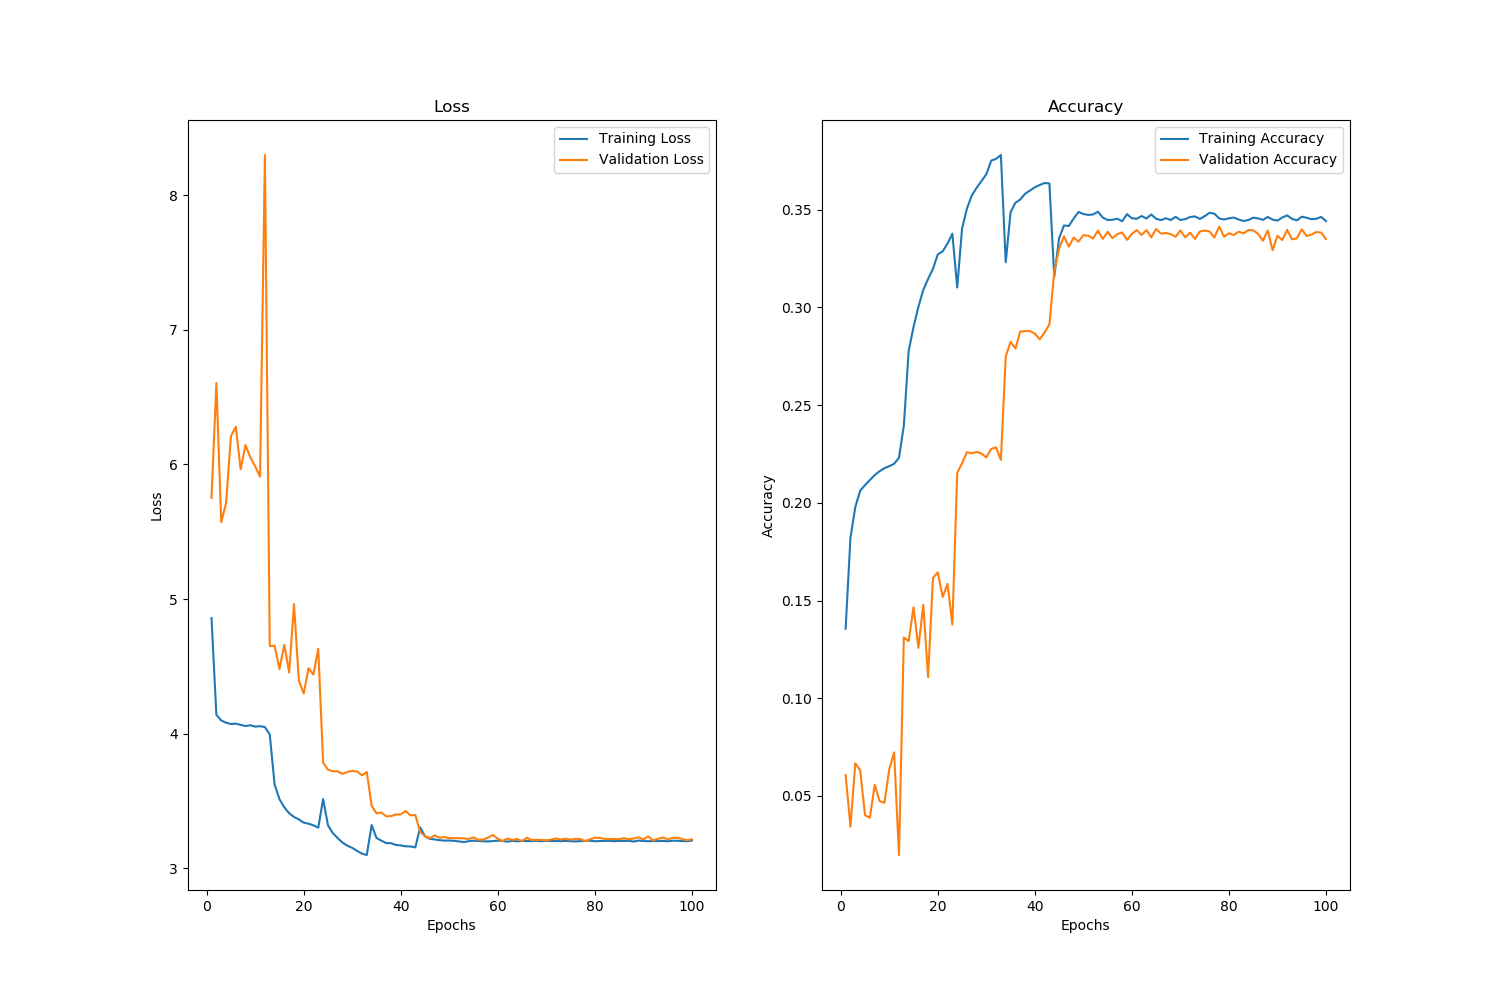 Loss
Training Loss
Validation Loss
8
7
6
5
4
3
Loss
0
20
40
60
80
100
Epochs
Accuracy
Training Accuracy
Validation Accuracy
0.35
0.30
0.25
0.20
0.15
0.10
0.05
Accuracy
0
20
40
60
80
100
Epochs